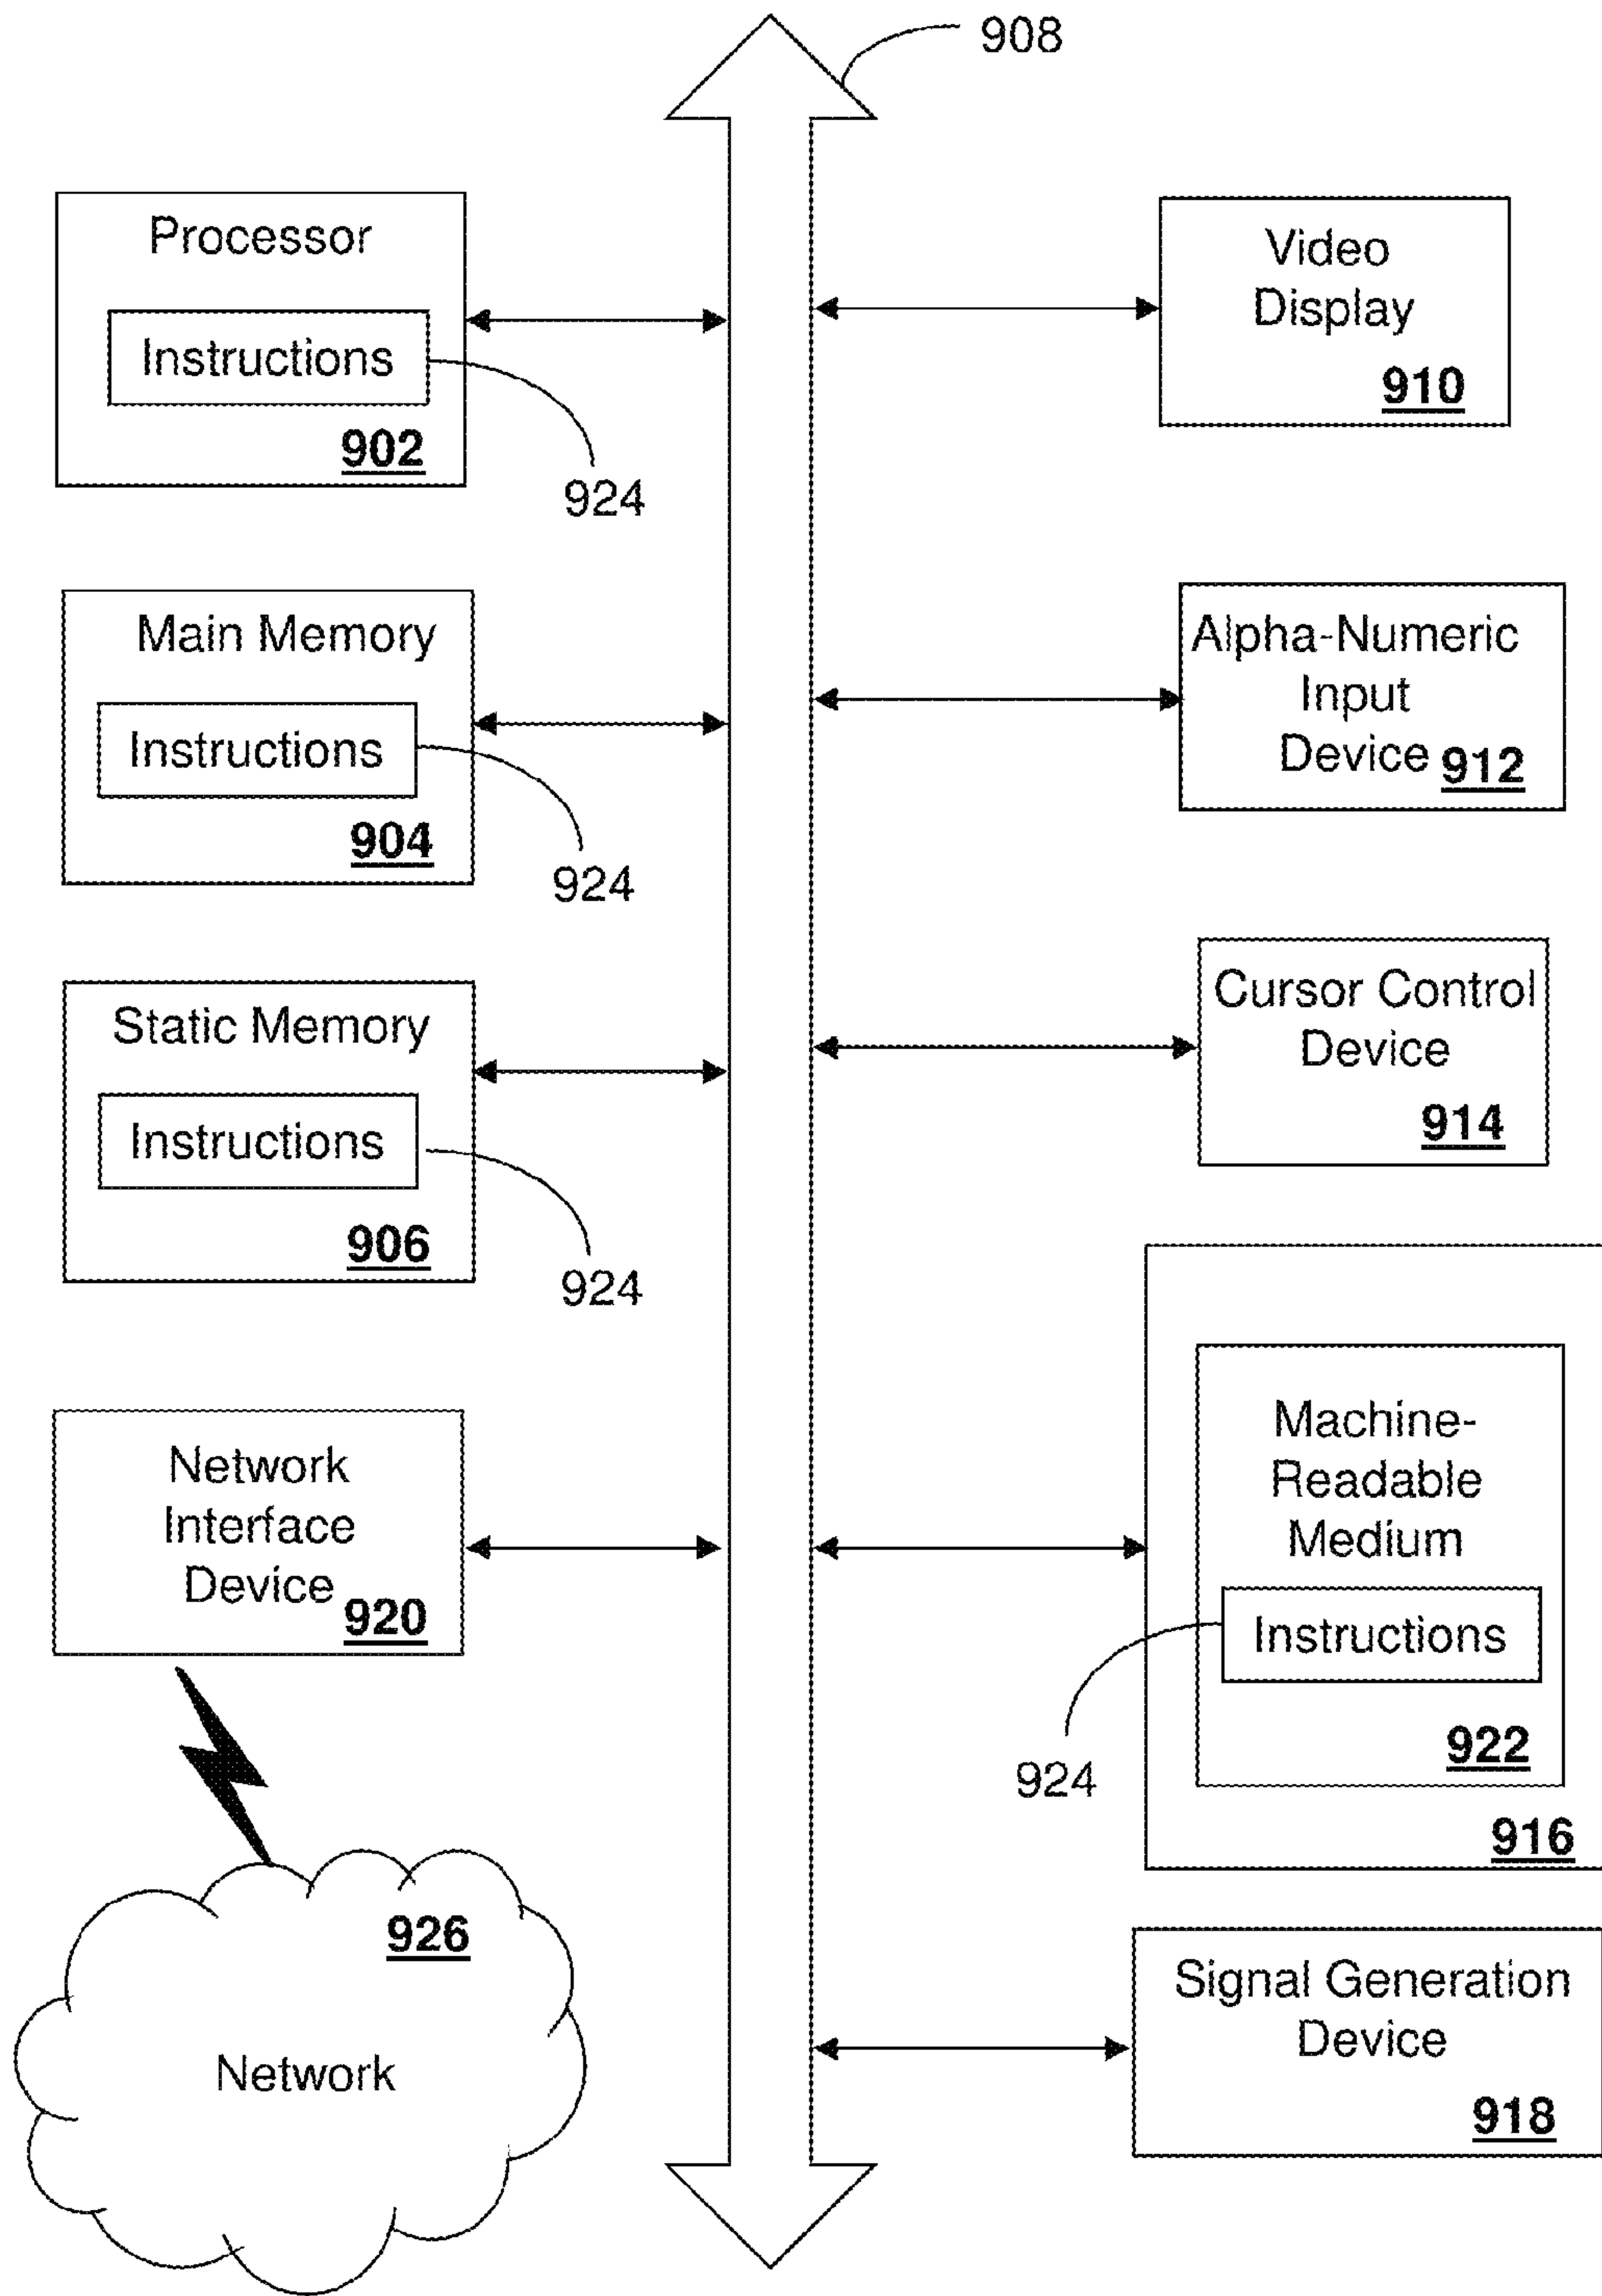 908
Processor
Instructions
902
924
Main Memory
Instructions
904
924
Static Memory
Instructions
906
924
Network
Interface
Device
920
926
Network
Video
Display
910
Alpha-Numeric
Input
Device
912
Cursor Control
Device
914
Machine-
Readable
Medium
Instructions
922
924
916
Signal Generation
Device
918